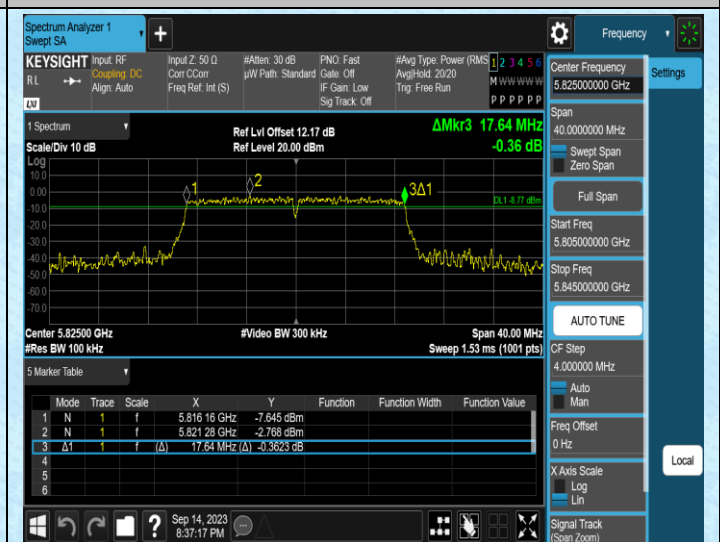 Spectrum Analyzer 1
Swept SA
Frequency
KEYSIGHT
RL
LXI
Input: RF
Coupling: DC
Align: Auto
Input Z: 50 Ω
Corr CCorr
Freq Ref: Int (S)
#Atten: 30 dB
µW Path: Standard
PNO: Fast
Gate: Off
IF Gain: Low
Sig Track: Off
#Avg Type: Power (RMS
Avg|Hold: 20/20
Trig: Free Run
1 2 3 4 5 6
M W W W W W
P P P P P P
Settings
1 Spectrum
Scale/Div 10 dB
Ref Lvl Offset 12.17 dB
Ref Level 20.00 dBm
ΔMkr3 17.64 MHz
-0.36 dB
Log
10.0
0.00
-10.0
-20.0
-30.0
-40.0
-50.0
-60.0
-70.0
1
2
3Δ1
DL1 -8.77 dBm
Center 5.82500 GHz
#Res BW 100 kHz
#Video BW 300 kHz
Span 40.00 MHz
Sweep 1.53 ms (1001 pts)
5 Marker Table
Mode Trace Scale X Y Function Function Width Function Value
1 N 1 f 5.816 16 GHz -7.645 dBm
2 N 1 f 5.821 28 GHz -2.768 dBm
3 Δ1 1 f (Δ) 17.64 MHz (Δ) -0.3623 dB
4
5
6
Sep 14, 2023
8:37:17 PM
Center Frequency
5.825000000 GHz
Span
40.0000000 MHz
Swept Span
Zero Span
Full Span
Start Freq
5.805000000 GHz
Stop Freq
5.845000000 GHz
AUTO TUNE
CF Step
4.000000 MHz
Auto
Man
Freq Offset
0 Hz
X Axis Scale
Log
Lin
Signal Track
(Span Zoom)
Local